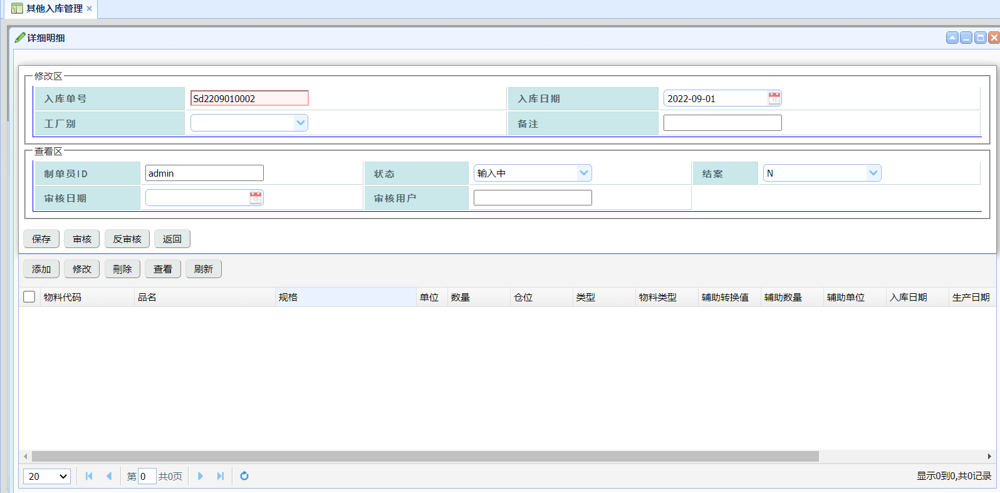 其他入库管理
详细明细
修改区
入库单号 Sd2209010002 入库日期 2022-09-01
工厂别 备注
查看区
制单员ID admin 状态 输入中 结案 N
审核日期 审核用户
保存 审核 反审核 返回
添加 修改 刪除 查看 刷新
物料代码 品名 规格 单位 数量 仓位 类型 物料类型 辅助转换值 辅助数量 辅助单位 入库日期 生产日期
20 第 0 共0页 显示0到0,共0记录